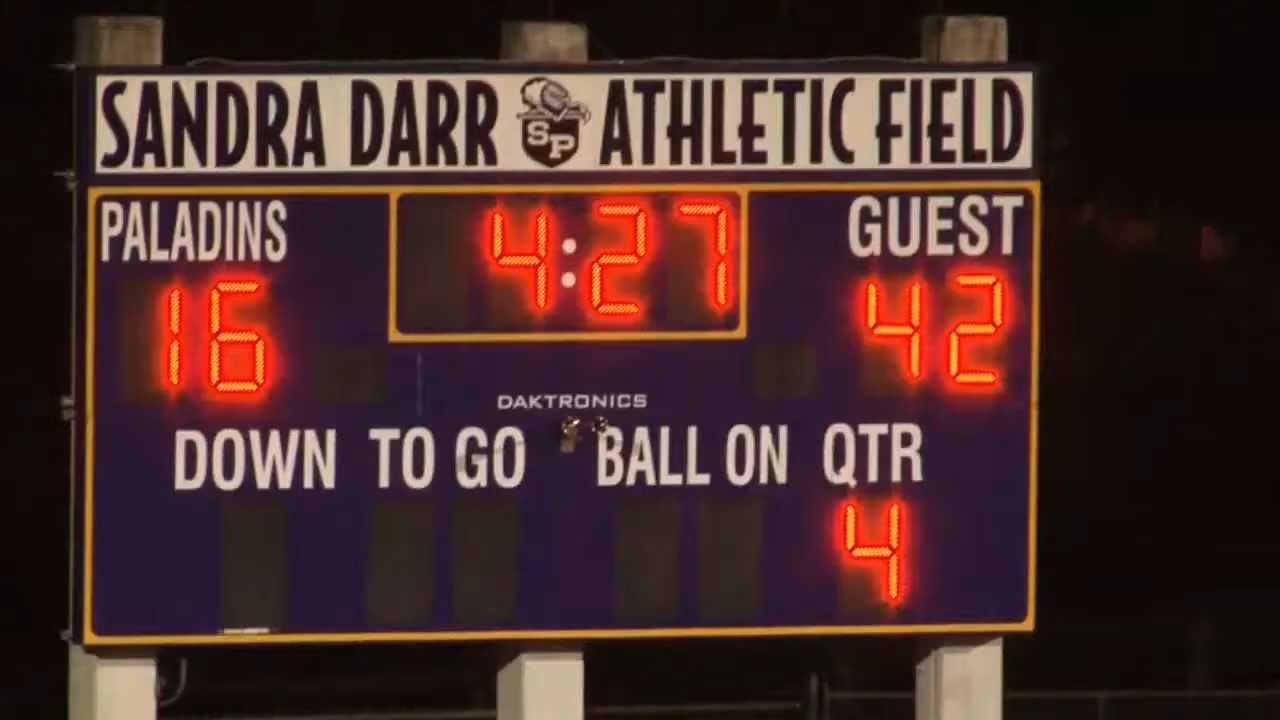 SANDRA DARR SP ATHLETIC FIELD
PALADINS 4:27 GUEST
16 42
DAKTRONICS
DOWN TO GO BALL ON QTR
4